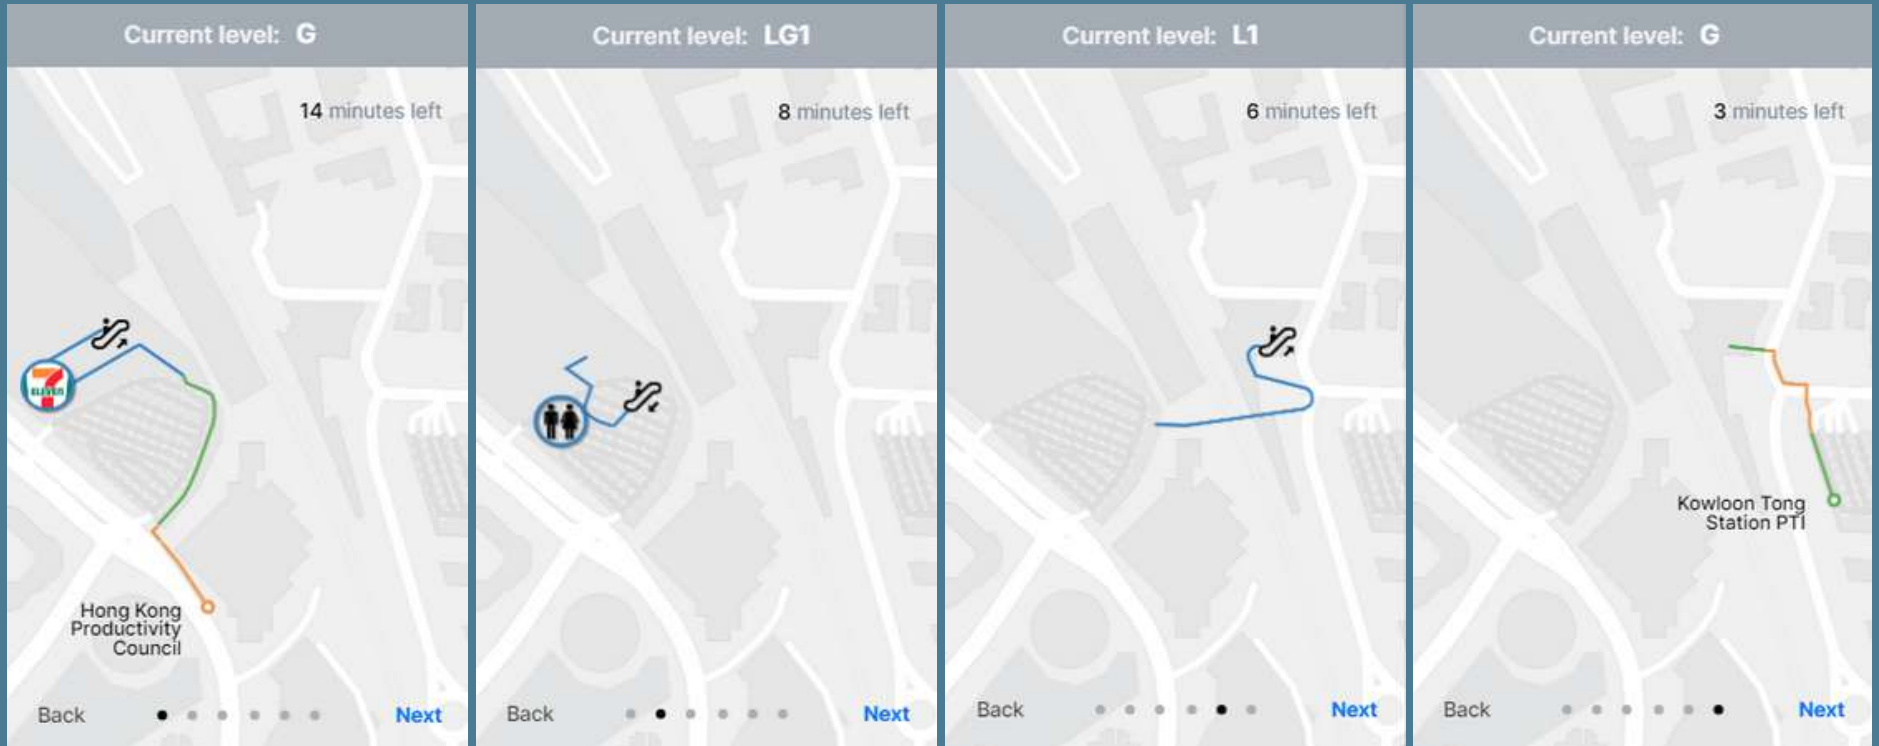 Current level: G
14 minutes left
7
ELEVEN
Hong Kong
Productivity
Council
Back
Next
Current level: LG1
8 minutes left
Back
Next
Current level: L1
6 minutes left
Back
Next
Current level: G
3 minutes left
Kowloon Tong
Station PTI
Back
Next